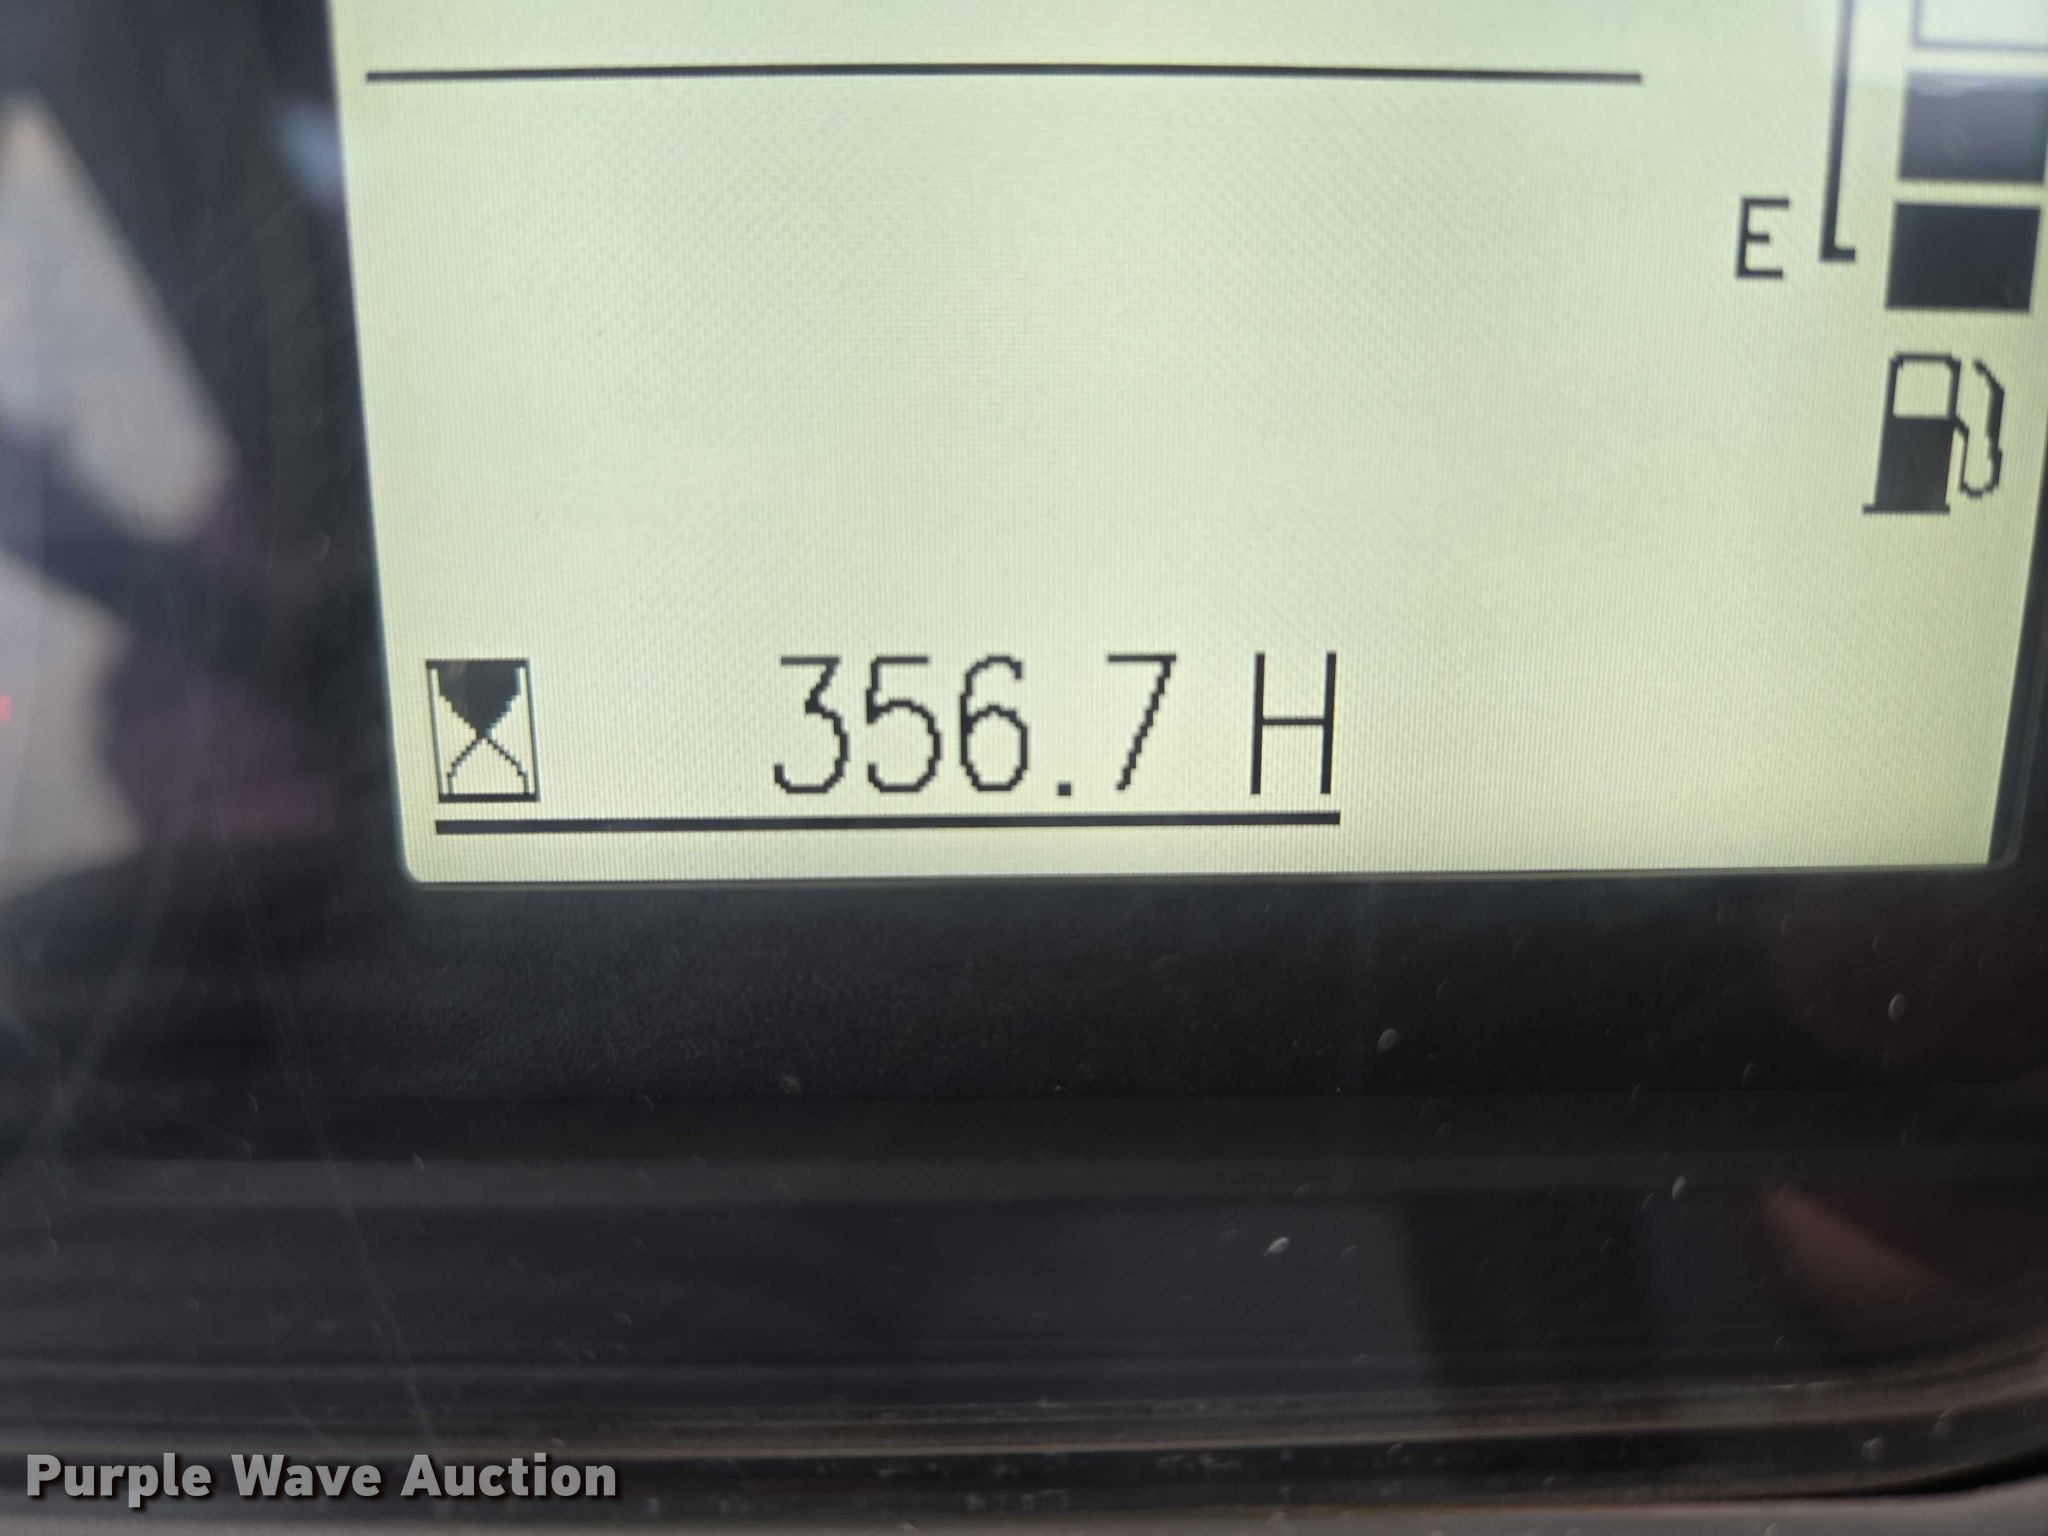 E
356.7 H
Purple Wave Auction